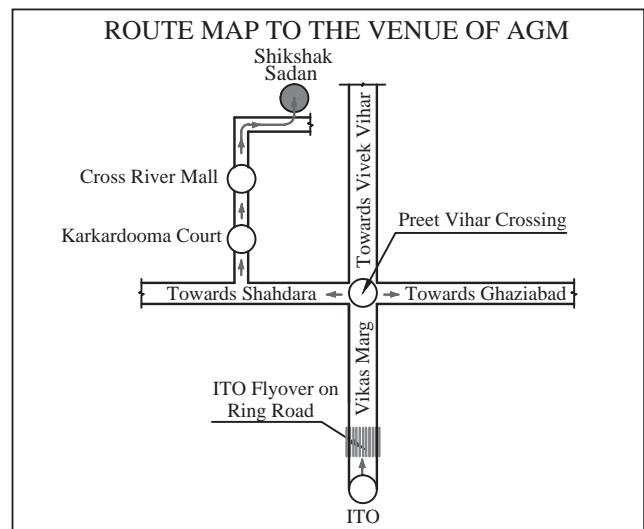 ROUTE MAP TO THE VENUE OF AGM
Shikshak
Sadan
Towards Vivek Vihar
Cross River Mall
Preet Vihar Crossing
Karkardooma Court
Towards Shahdara
Towards Ghaziabad
Vikas Marg
ITO Flyover on
Ring Road
ITO